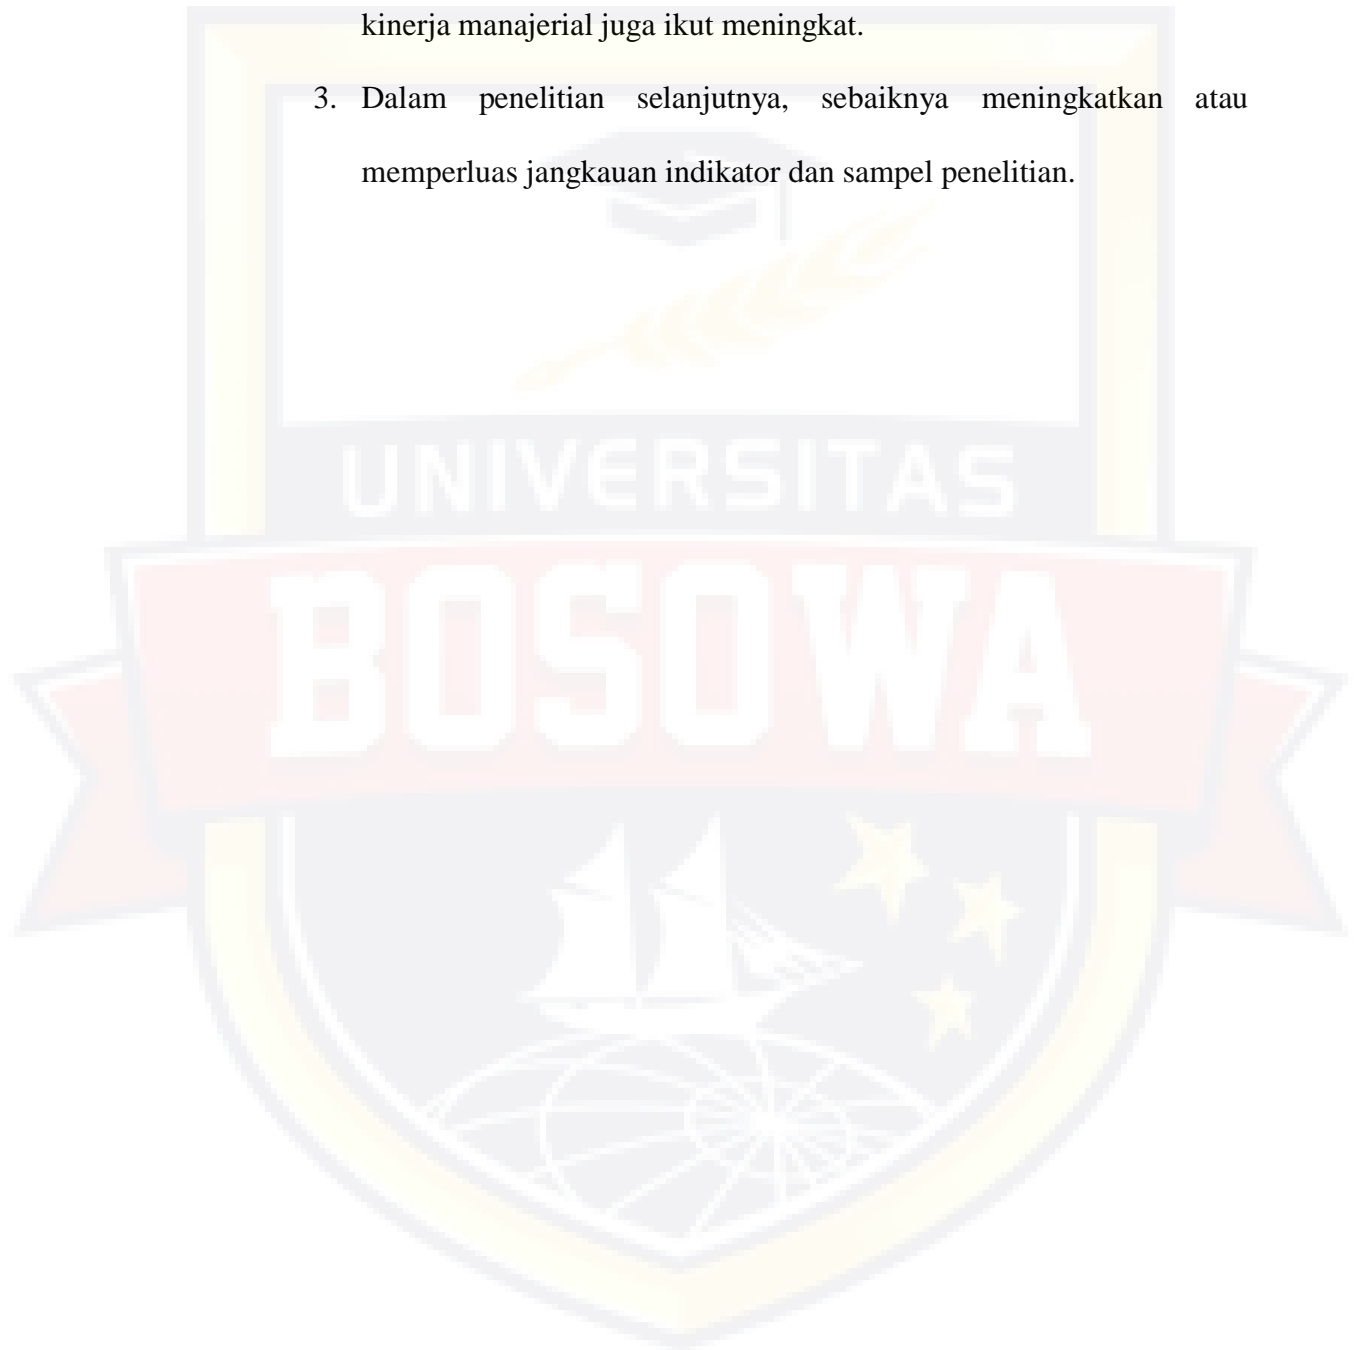 kinerja manajerial juga ikut meningkat.
3. Dalam penelitian selanjutnya, sebaiknya meningkatkan atau
memperluas jangkauan indikator dan sampel penelitian.
UNIVERSITAS
BOSOWA